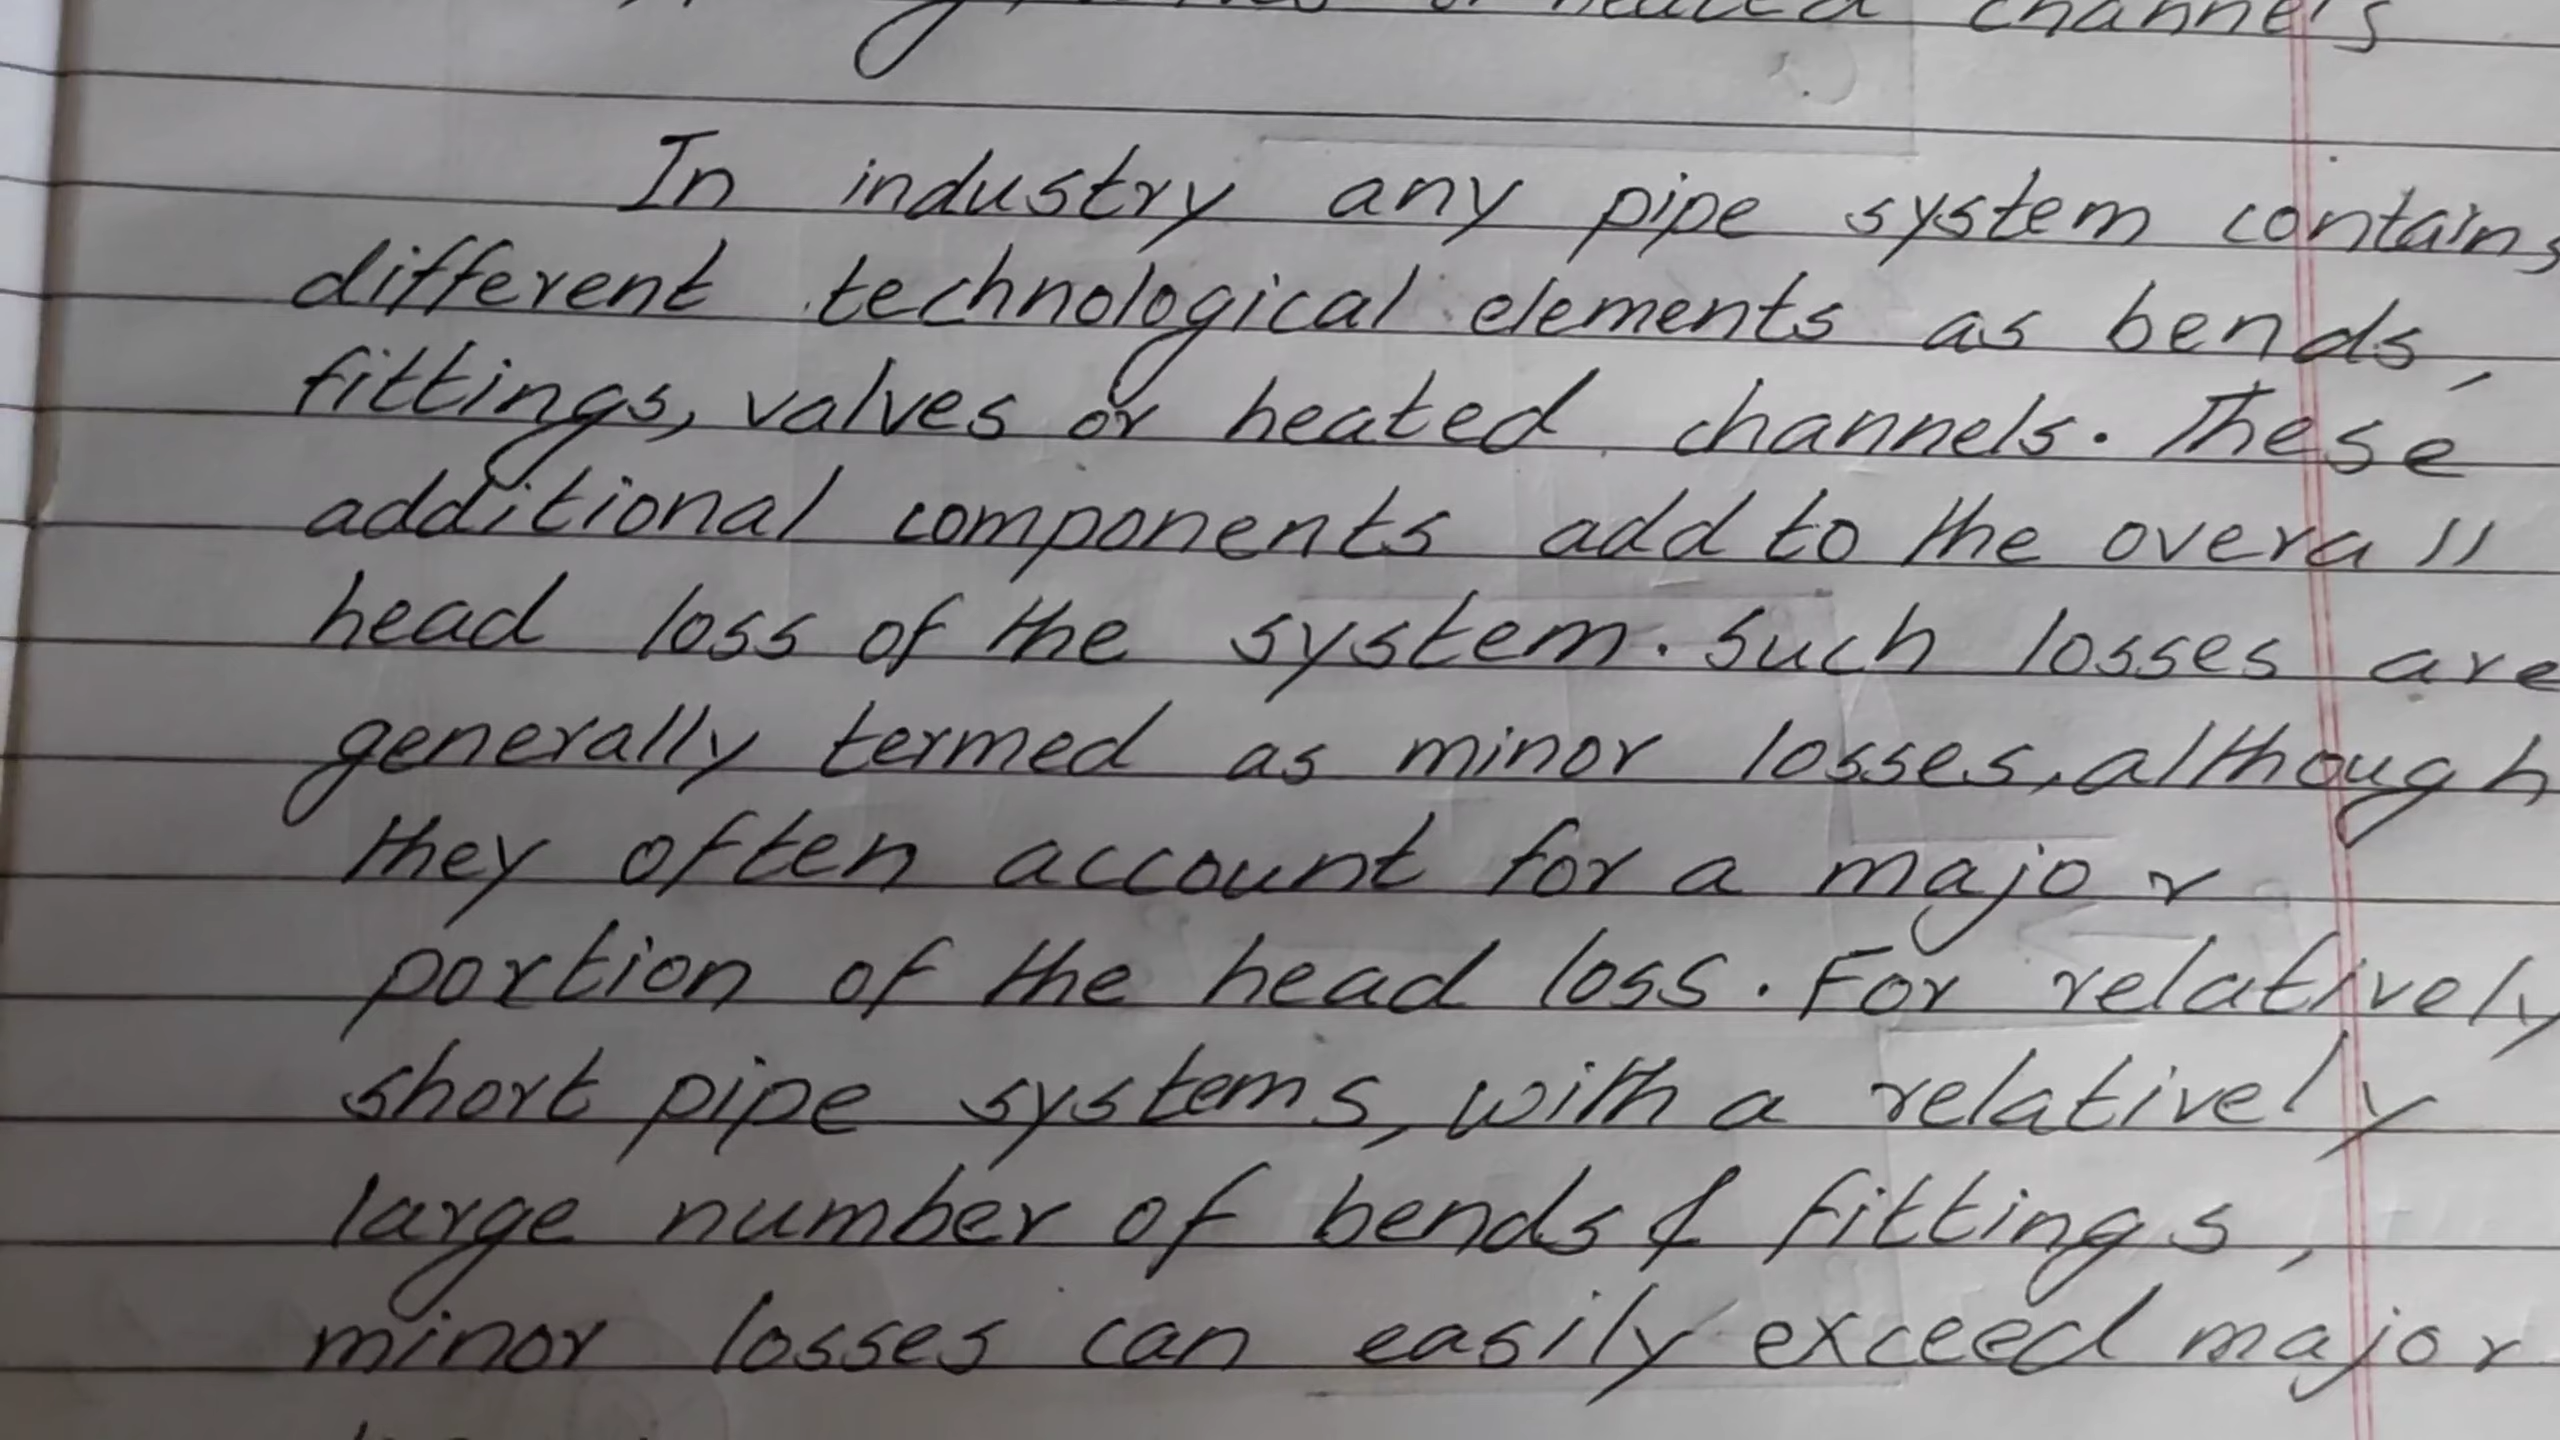 heated channels
In industry any pipe system contains
different technological elements as bends,
fittings, valves or heated channels. These
additional components add to the overall
head loss of the system. Such losses are
generally termed as minor losses, although
they often account for a major
portion of the head loss. For relatively
short pipe systems, with a relatively
large number of bends & fittings,
minor losses can easily exceed major